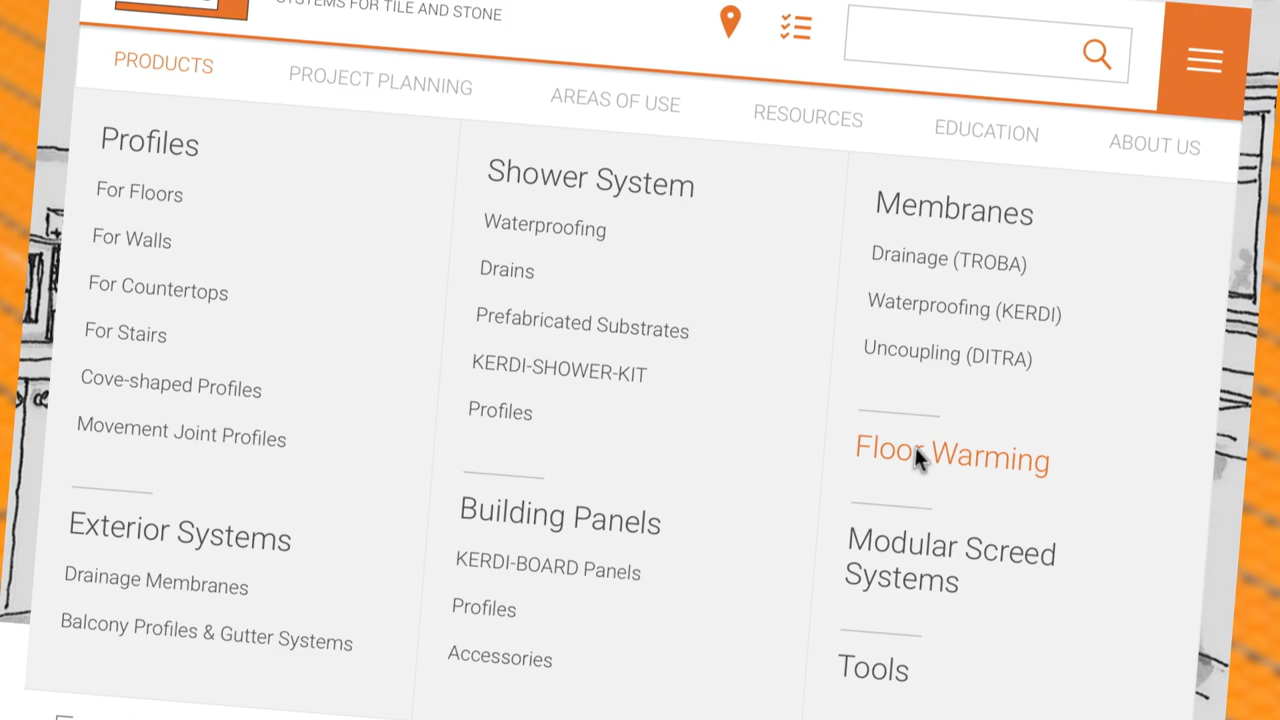 SYSTEMS FOR TILE AND STONE
PRODUCTS
PROJECT PLANNING
AREAS OF USE
RESOURCES
EDUCATION
ABOUT US
Profiles
For Floors
For Walls
For Countertops
For Stairs
Cove-shaped Profiles
Movement Joint Profiles
Exterior Systems
Drainage Membranes
Balcony Profiles & Gutter Systems
Shower System
Waterproofing
Drains
Prefabricated Substrates
KERDI-SHOWER-KIT
Profiles
Building Panels
KERDI-BOARD Panels
Profiles
Accessories
Membranes
Drainage (TROBA)
Waterproofing (KERDI)
Uncoupling (DITRA)
Floor Warming
Modular Screed
Systems
Tools